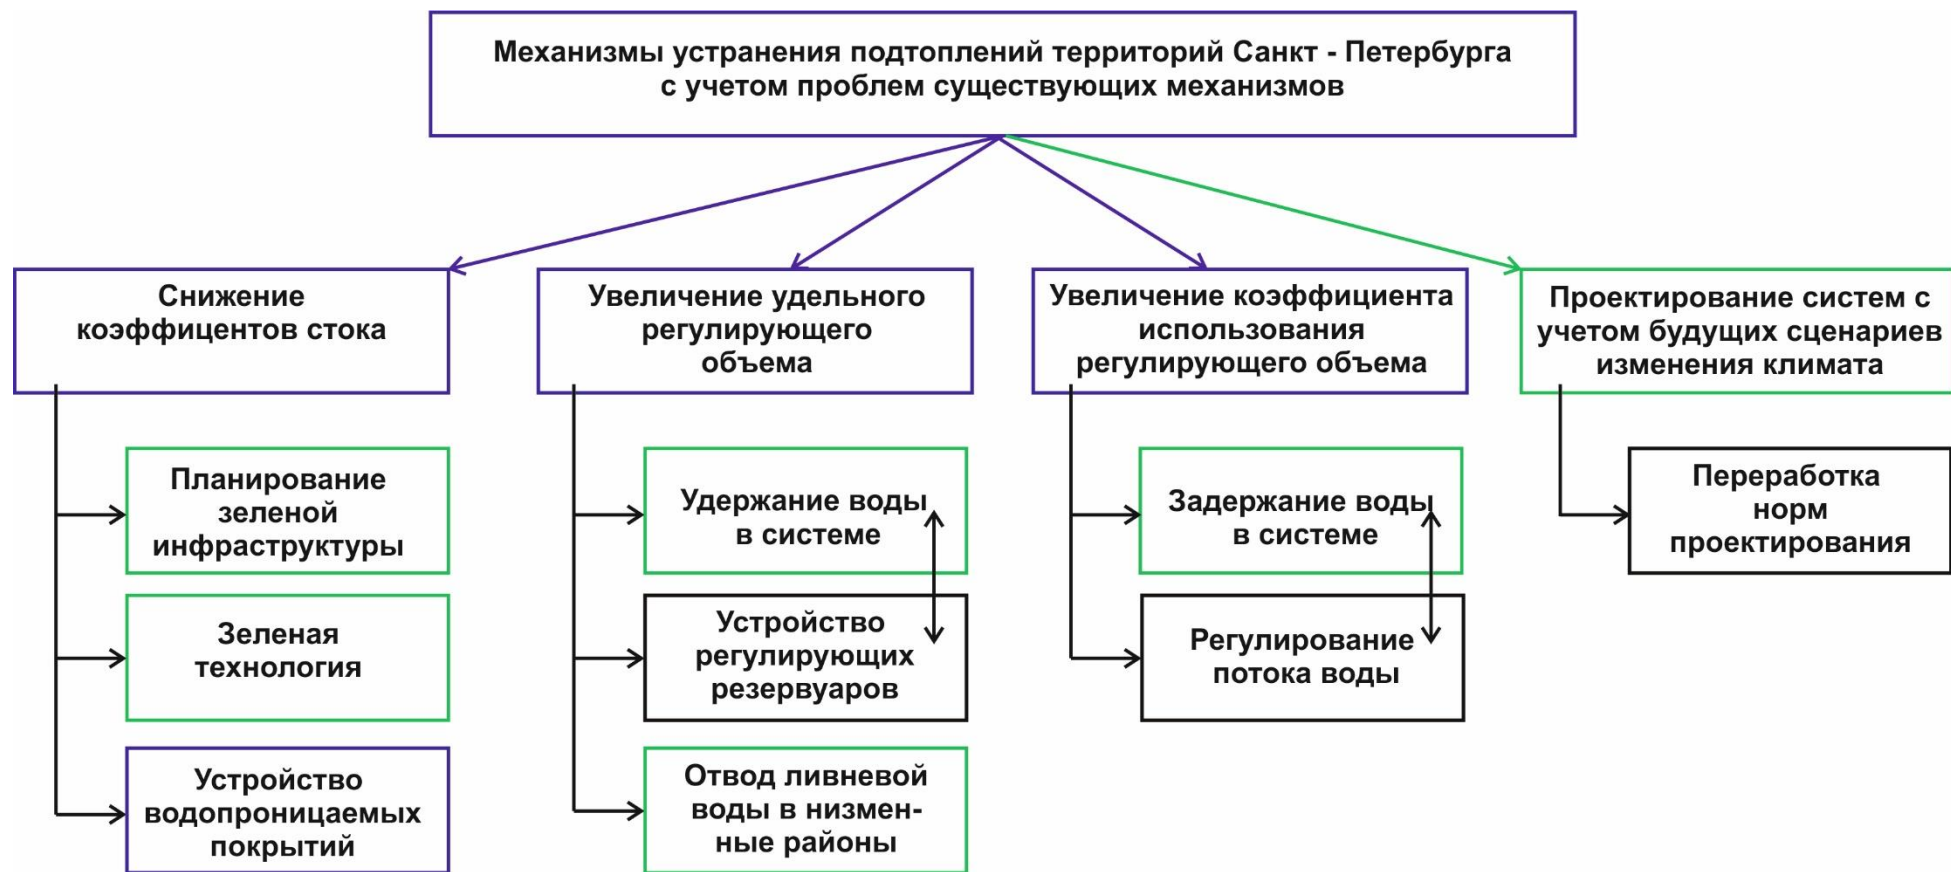 Механизмы устранения подтоплений территорий Санкт - Петербурга
с учетом проблем существующих механизмов
Снижение
коэффицентов стока
Увеличение удельного
регулирующего
объема
Увеличение коэффициента
использования
регулирующего объема
Проектирование систем с
учетом будущих сценариев
изменения климата
Планирование
зеленой
инфраструктуры
Удержание воды
в системе
Задержание воды
в системе
Переработка
норм
проектирования
Зеленая
технология
Устройство
регулирующих
резервуаров
Регулирование
потока воды
Устройство
водопроницаемых
покрытий
Отвод ливневой
воды в низмен-
ные районы